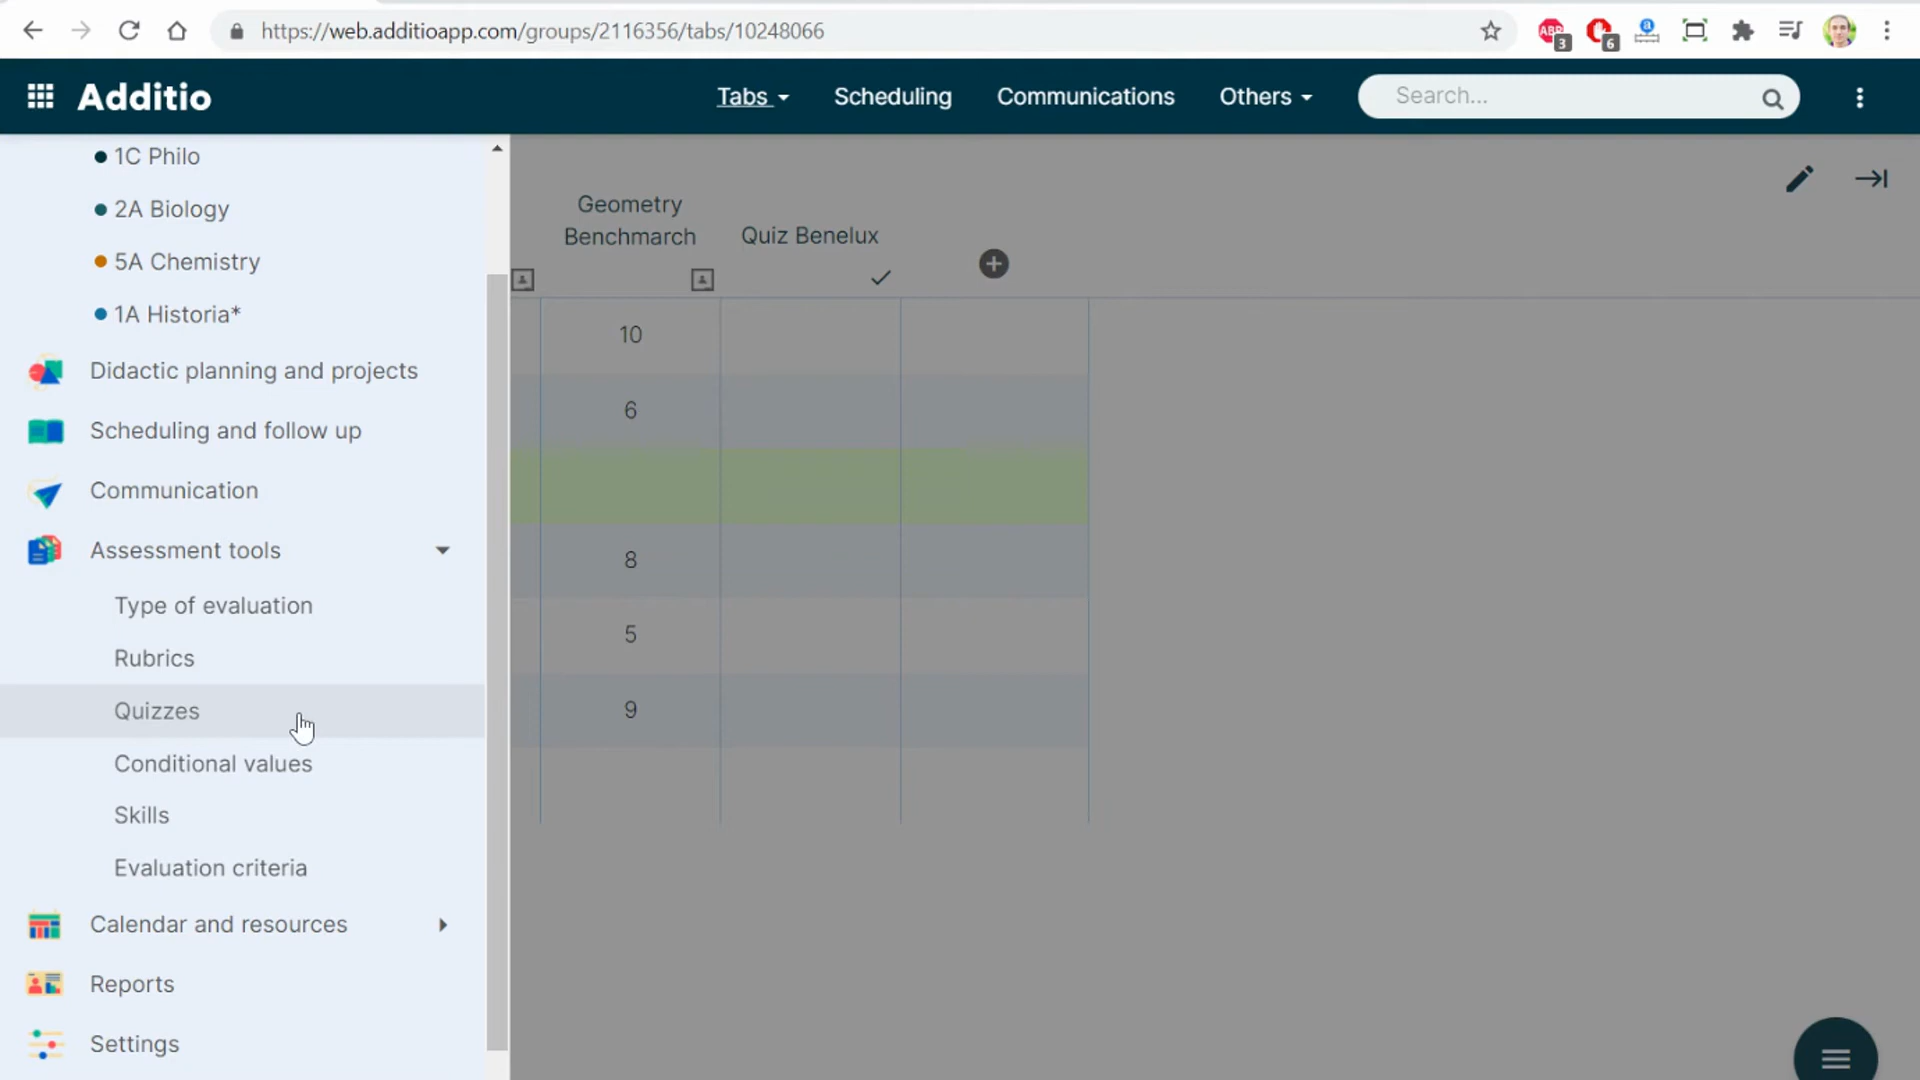 https://web.additioapp.com/groups/2116356/tabs/10248066
ABP 3 6 a
Additio
Tabs Scheduling Communications Others Search...
1C Philo
2A Biology
5A Chemistry
1A Historia*
Didactic planning and projects
Scheduling and follow up
Communication
Assessment tools
Type of evaluation
Rubrics
Quizzes
Conditional values
Skills
Evaluation criteria
Calendar and resources
Reports
Settings
Geometry
Benchmarch
Quiz Benelux
10
6
8
5
9